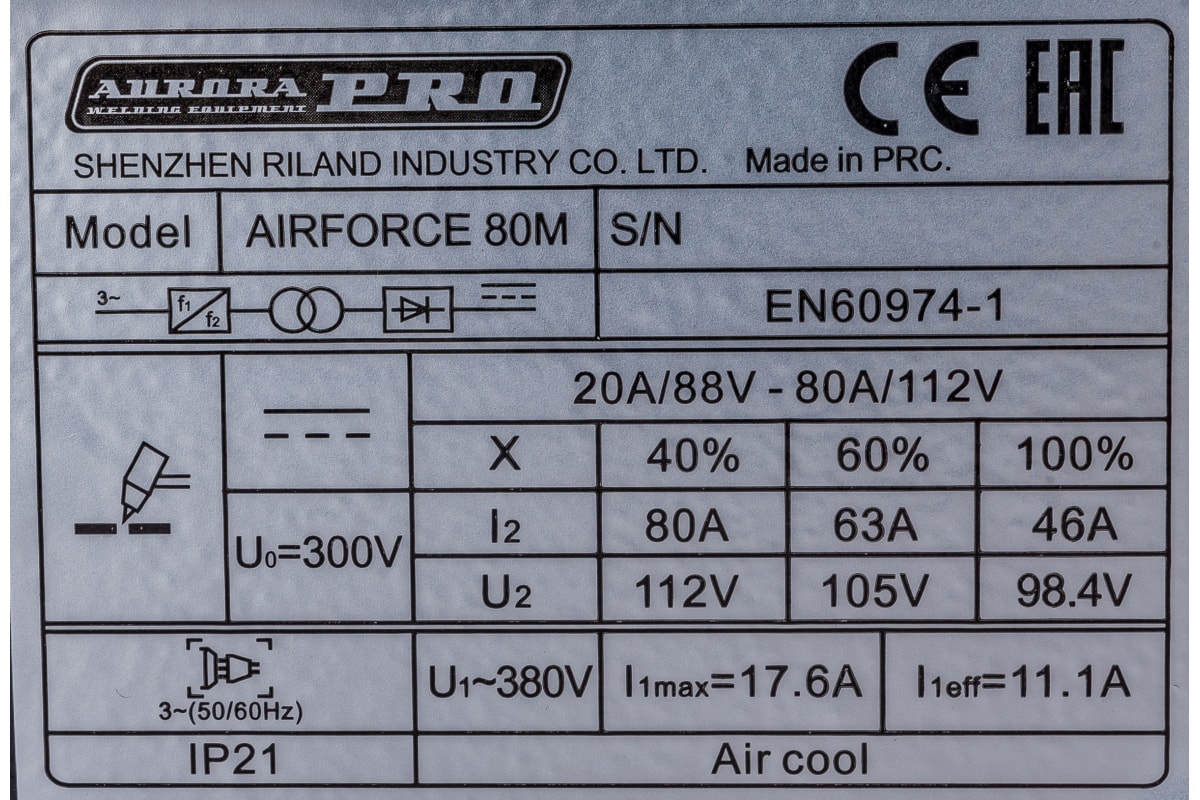 AURORA PRO
WELDING EQUIPMENT
CE EAC
SHENZHEN RILAND INDUSTRY CO. LTD. Made in PRC.
Model AIRFORCE 80M S/N
3~ f1 f2 EN60974-1
20A/88V - 80A/112V
X 40% 60% 100%
I2 80A 63A 46A
U0=300V
U2 112V 105V 98.4V
U1~380V I1max=17.6A I1eff=11.1A
3~(50/60Hz)
IP21 Air cool